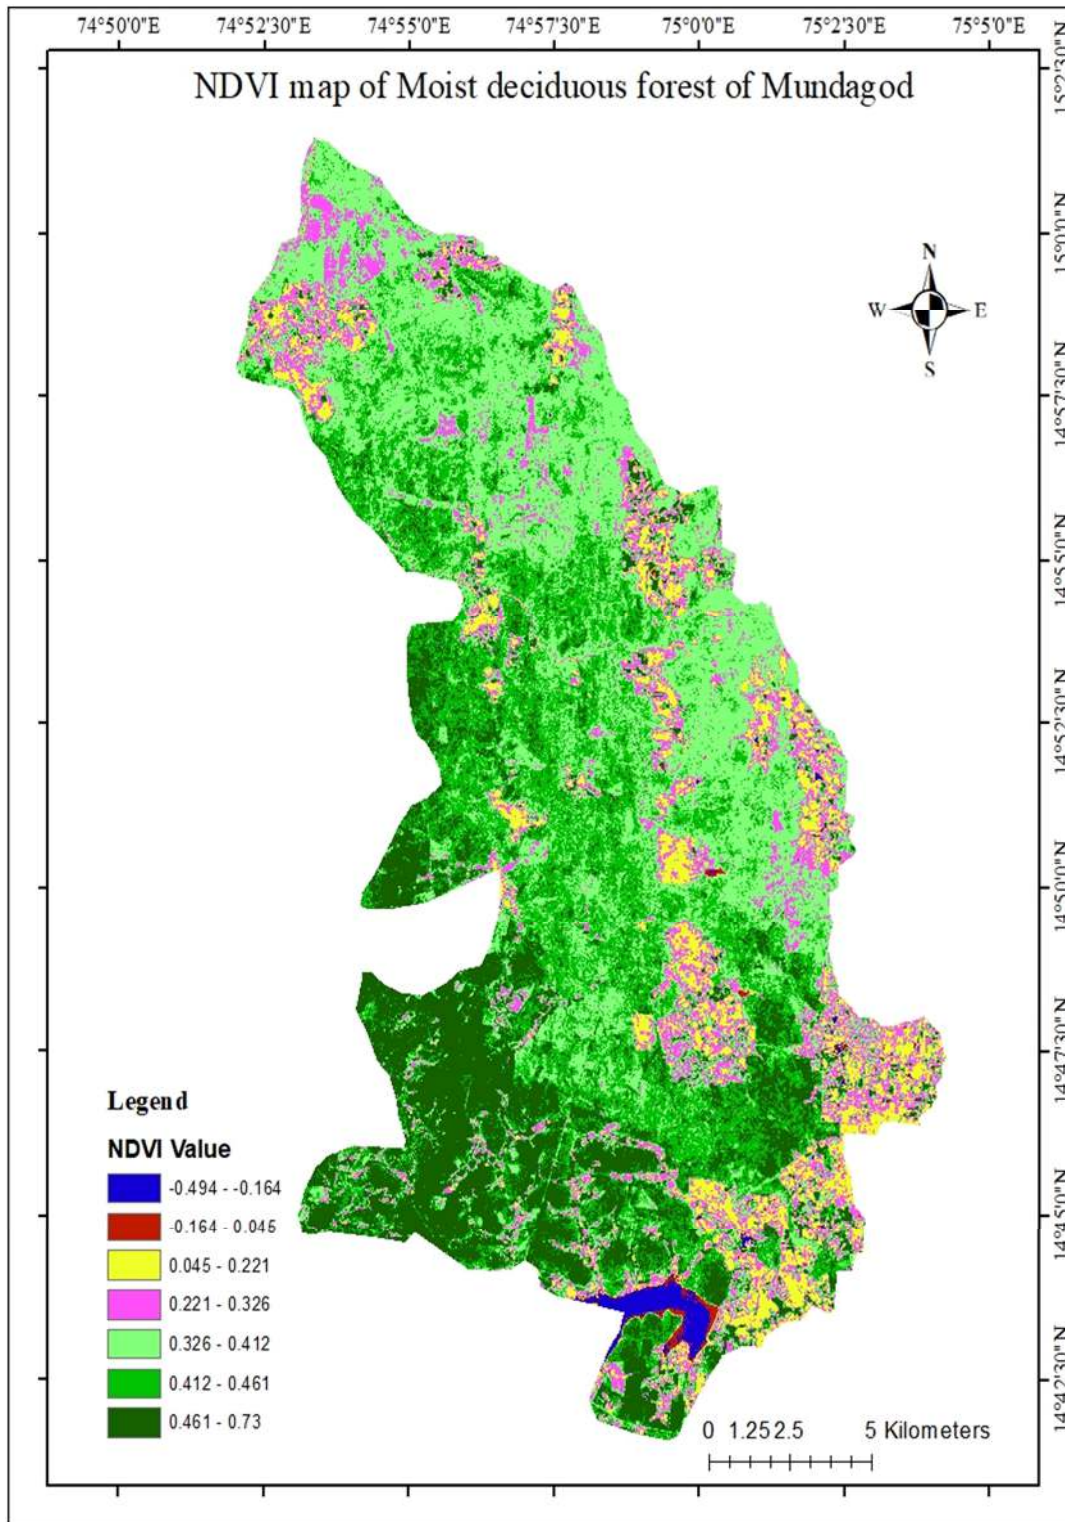 74°50'0"E 74°52'30"E 74°55'0"E 74°57'30"E 75°0'0"E 75°2'30"E 75°5'0"E
NDVI map of Moist deciduous forest of Mundagod
15°2'30"N
15°0'0"N
14°57'30"N
14°55'0"N
14°52'30"N
14°50'0"N
14°47'30"N
14°45'0"N
14°42'30"N
N
W E
S
Legend
NDVI Value
-0.494 - -0.164
-0.164 - 0.045
0.045 - 0.221
0.221 - 0.326
0.326 - 0.412
0.412 - 0.461
0.461 - 0.73
0 1.25 2.5 5 Kilometers